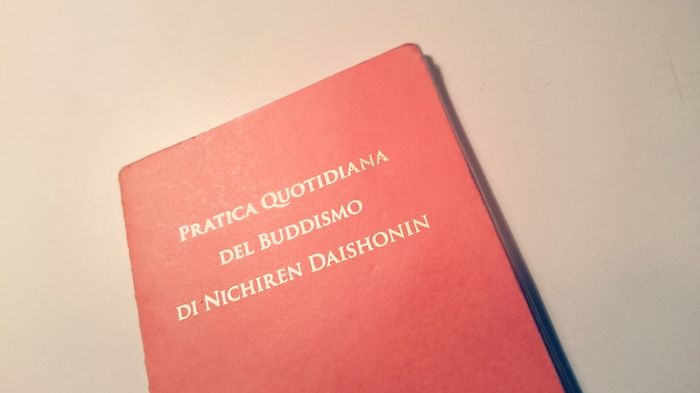 Pratica Quotidiana
del Buddismo
di Nichiren Daishonin